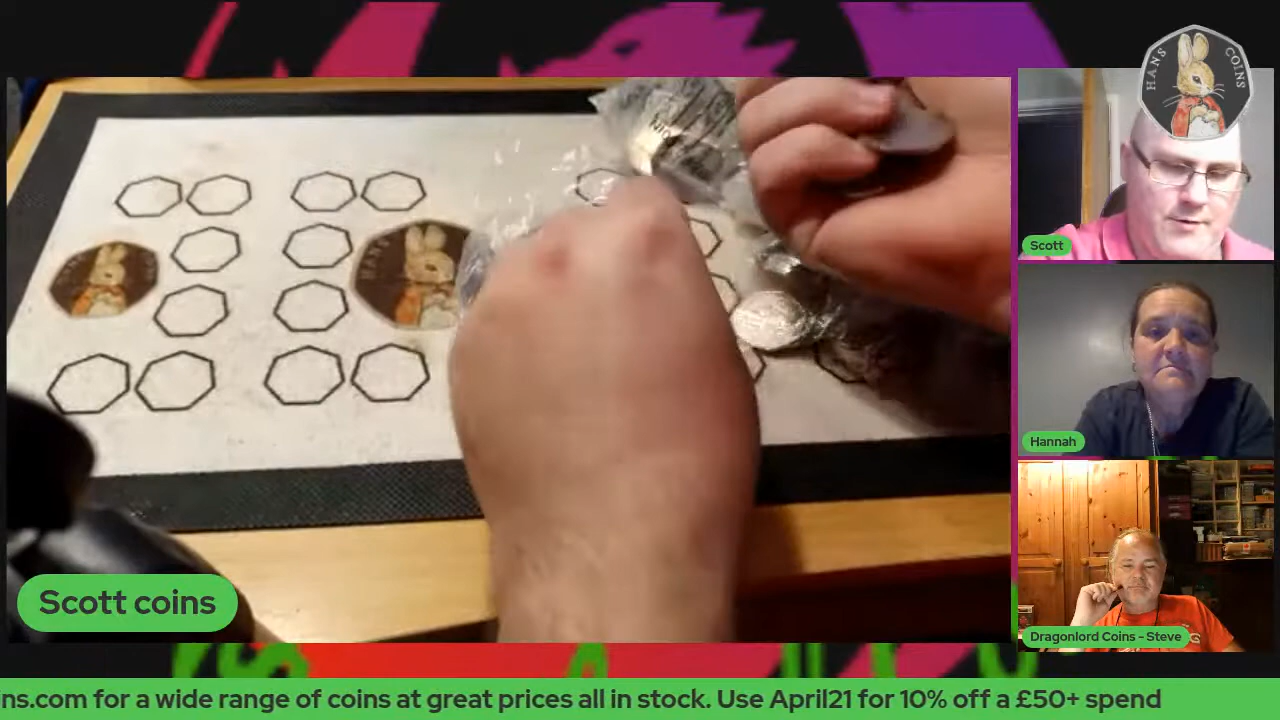 HANS COINS
Scott
Hannah
Scott coins
Dragonlord Coins - Steve
ns.com for a wide range of coins at great prices all in stock. Use April21 for 10% off a £50+ spend